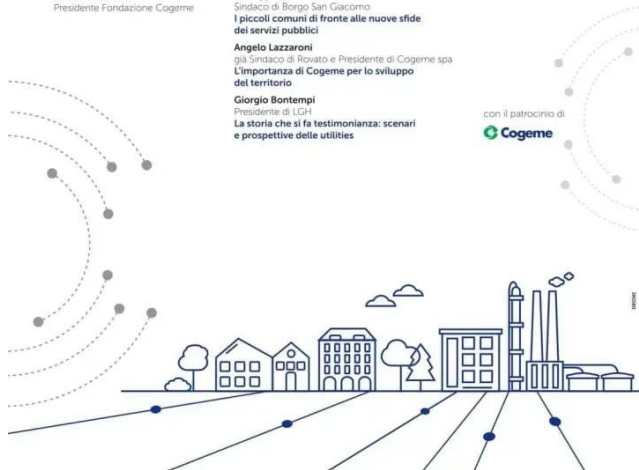 Presidente Fondazione Cogeme
Sindaco di Borgo San Giacomo
I piccoli comuni di fronte alle nuove sfide
dei servizi pubblici
Angelo Lazzaroni
già Sindaco di Rovato e Presidente di Cogeme spa
L'importanza di Cogeme per lo sviluppo
del territorio
Giorgio Bontempi
Presidente di LGH
La storia che si fa testimonianza: scenari
e prospettive delle utilities
con il patrocinio di
Cogeme